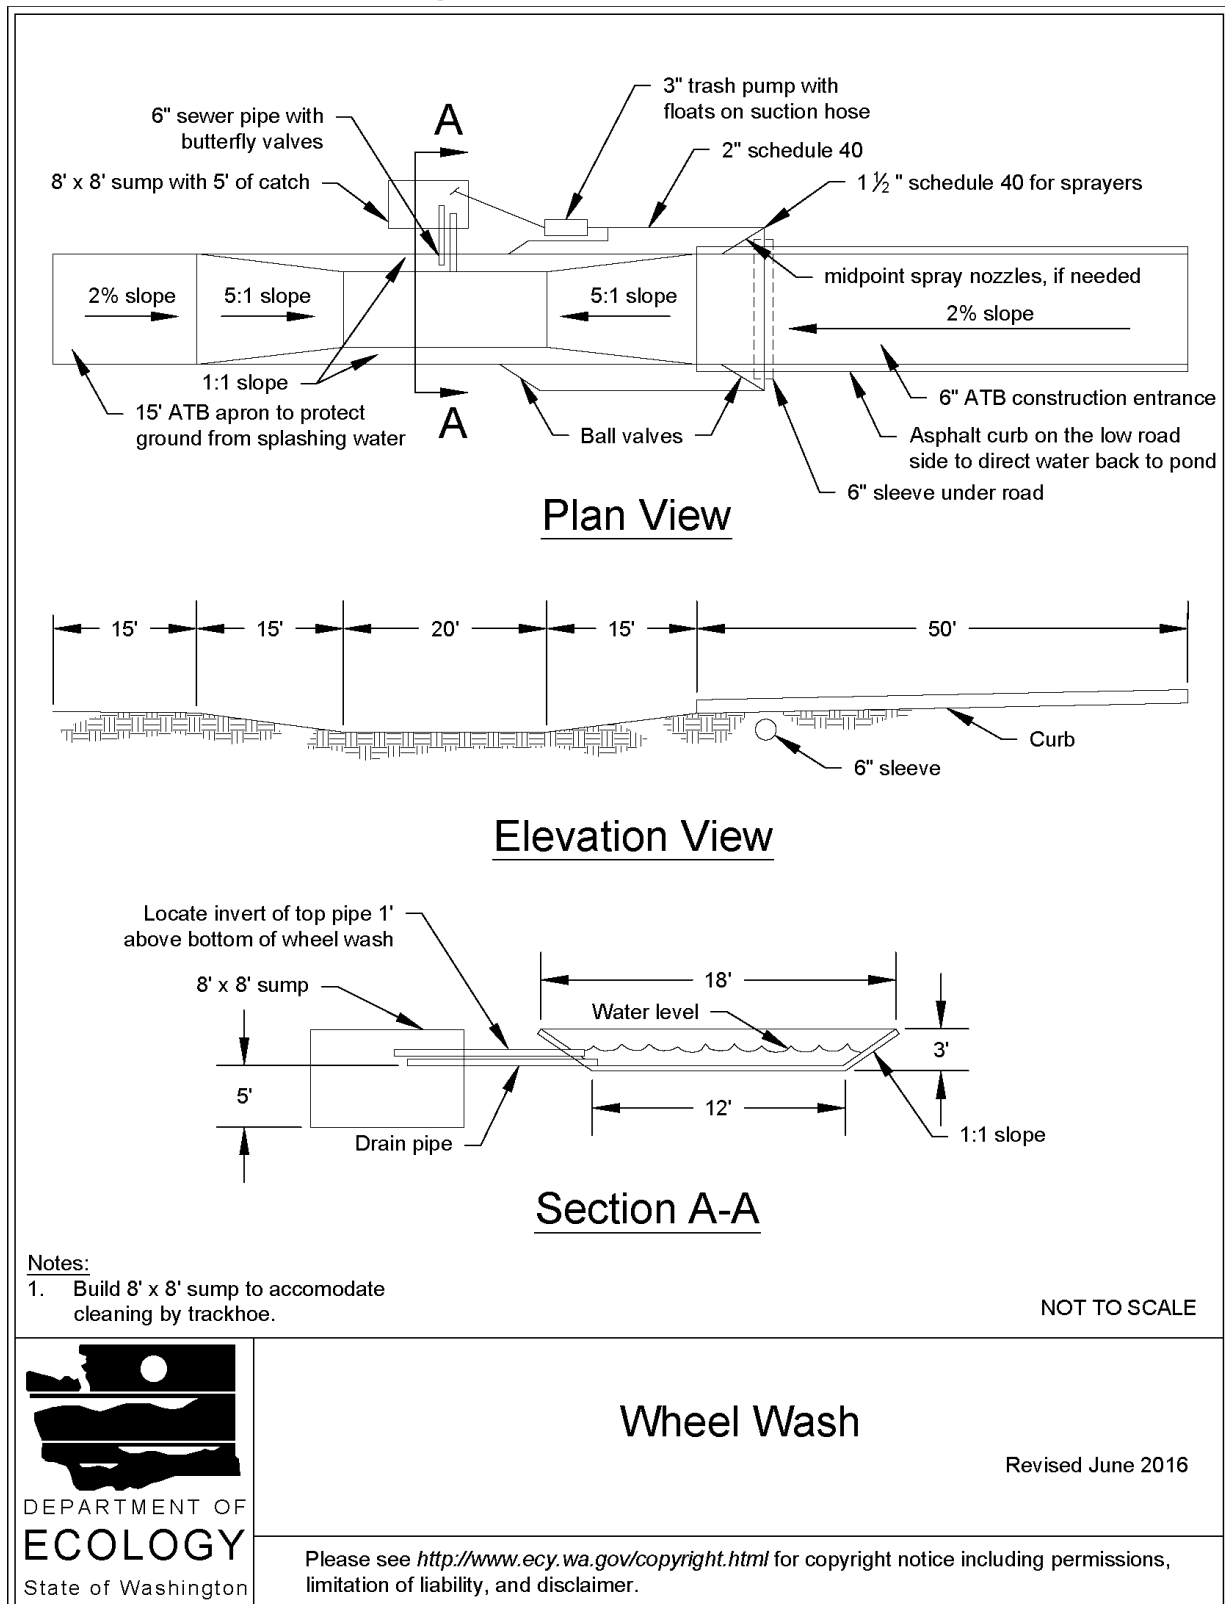 3" trash pump with
floats on suction hose
6" sewer pipe with
butterfly valves
A
2" schedule 40
8' x 8' sump with 5' of catch
1 ½ " schedule 40 for sprayers
midpoint spray nozzles, if needed
2% slope
5:1 slope
5:1 slope
2% slope
1:1 slope
6" ATB construction entrance
15' ATB apron to protect
ground from splashing water
A
Ball valves
Asphalt curb on the low road
side to direct water back to pond
6" sleeve under road
Plan View
15'
15'
20'
15'
50'
Curb
6" sleeve
Elevation View
Locate invert of top pipe 1'
above bottom of wheel wash
8' x 8' sump
18'
Water level
3'
5'
12'
Drain pipe
1:1 slope
Section A-A
Notes:
1. Build 8' x 8' sump to accomodate
cleaning by trackhoe.
NOT TO SCALE
Wheel Wash
Revised June 2016
DEPARTMENT OF
ECOLOGY
State of Washington
Please see http://www.ecy.wa.gov/copyright.html for copyright notice including permissions,
limitation of liability, and disclaimer.